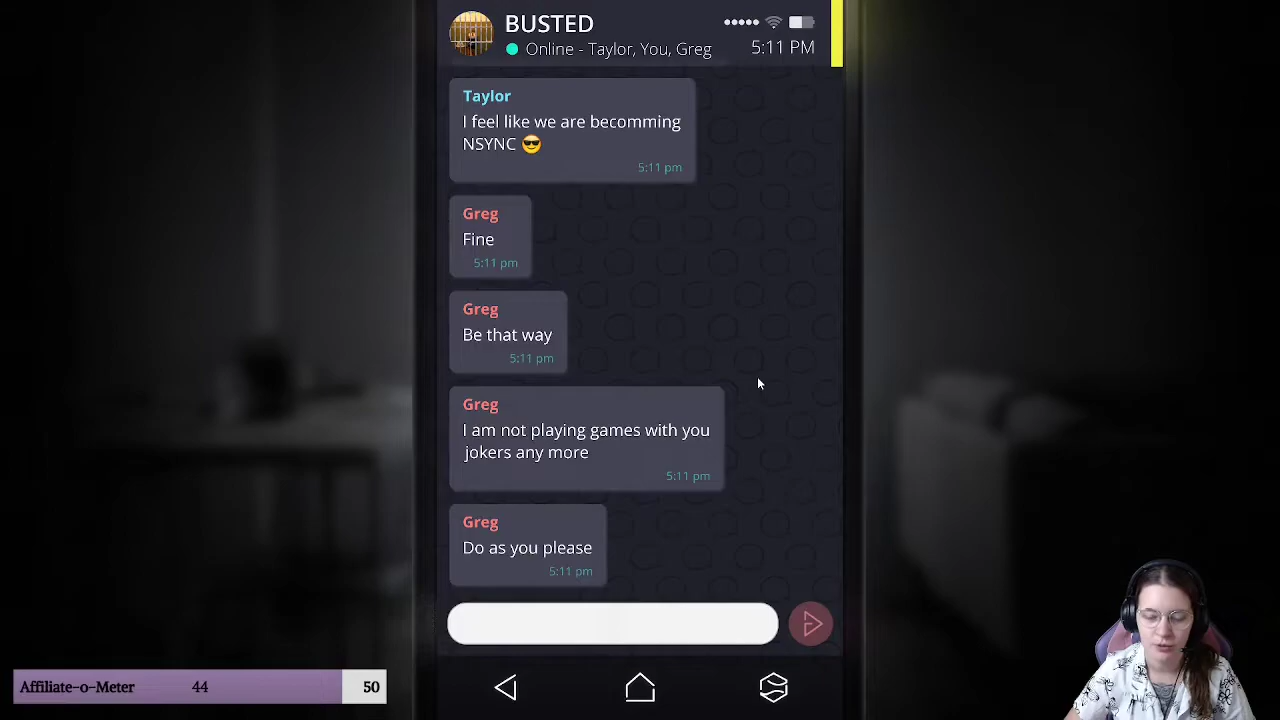 BUSTED
Online - Taylor, You, Greg
5:11 PM
Taylor
I feel like we are becomming
NSYNC 😎
5:11 pm
Greg
Fine
5:11 pm
Greg
Be that way
5:11 pm
Greg
I am not playing games with you
jokers any more
5:11 pm
Greg
Do as you please
5:11 pm
Affiliate-o-Meter 44 50